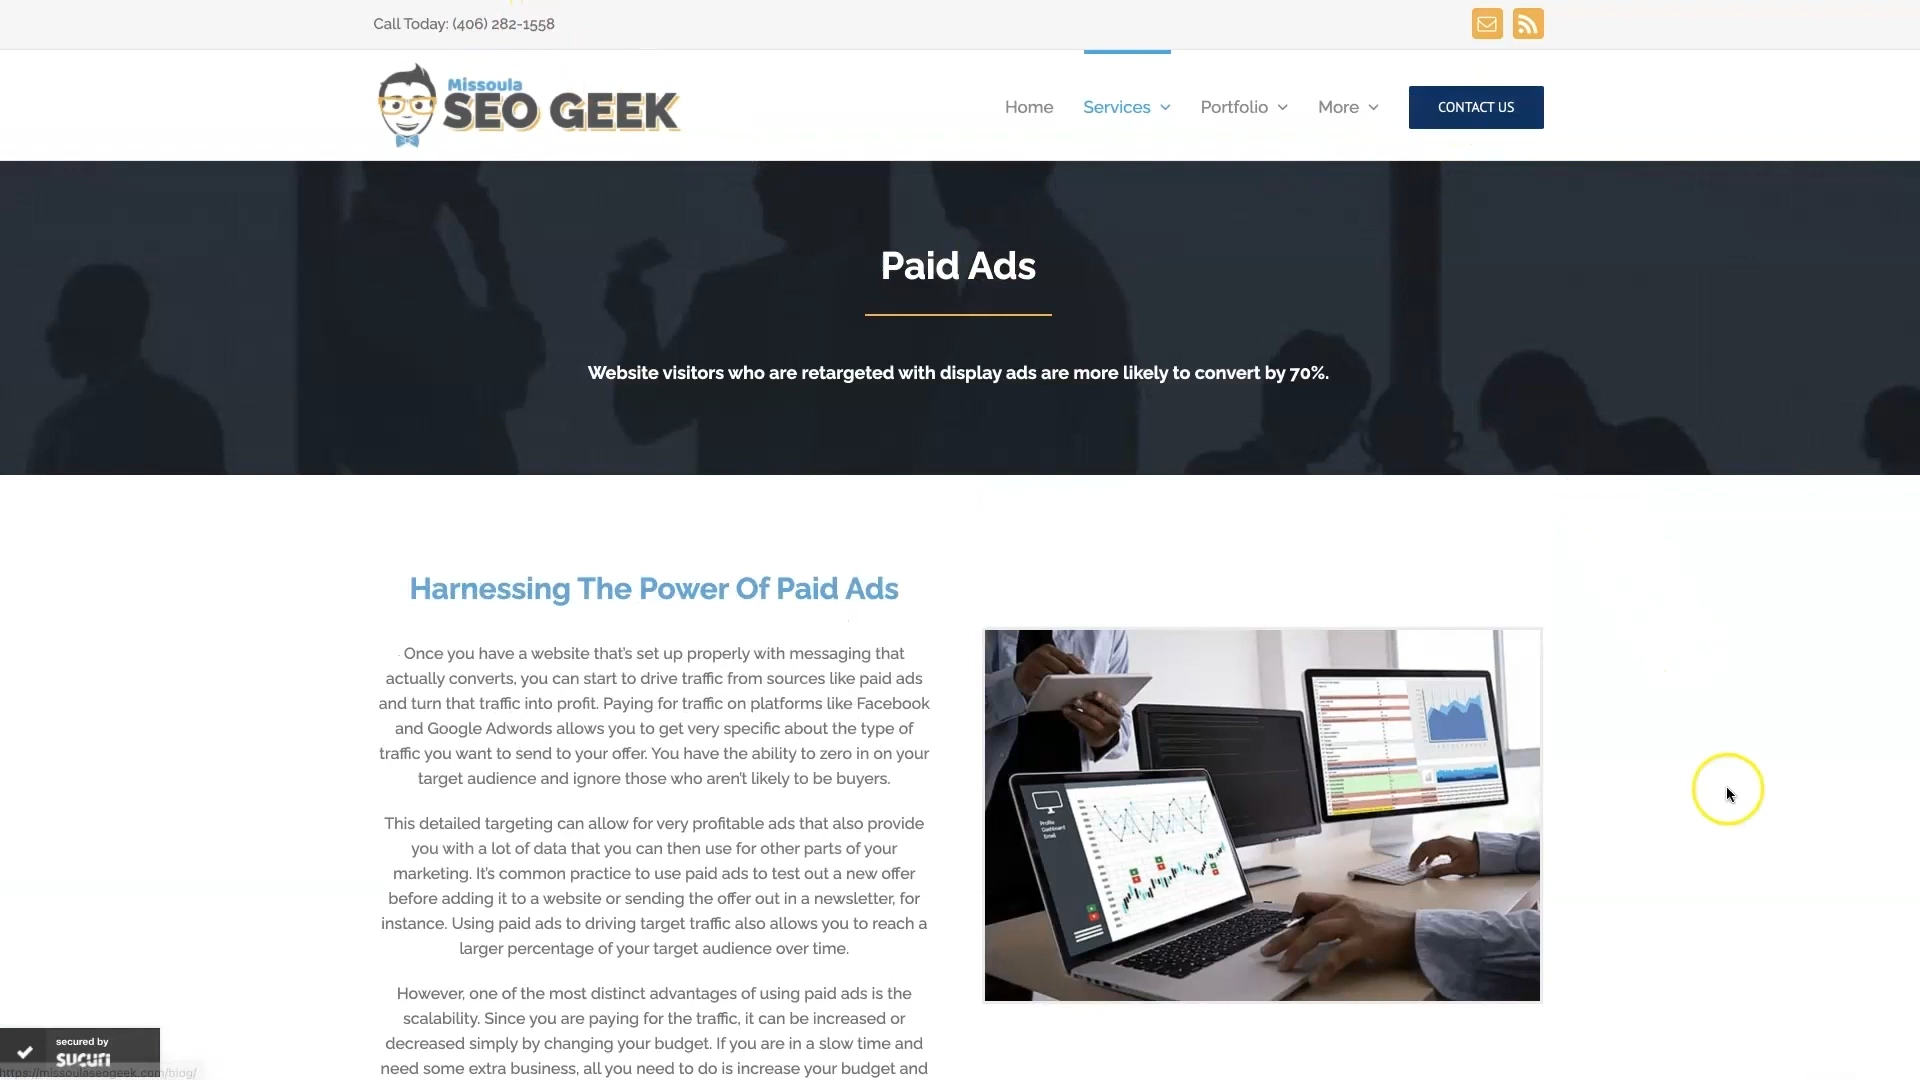 Call Today: (406) 282-1558
Missoula
SEO GEEK
Home
Services
Portfolio
More
CONTACT US
Paid Ads
Website visitors who are retargeted with display ads are more likely to convert by 70%.
Harnessing The Power Of Paid Ads
Once you have a website that's set up properly with messaging that
actually converts, you can start to drive traffic from sources like paid ads
and turn that traffic into profit. Paying for traffic on platforms like Facebook
and Google Adwords allows you to get very specific about the type of
traffic you want to send to your offer. You have the ability to zero in on your
target audience and ignore those who aren't likely to be buyers.
This detailed targeting can allow for very profitable ads that also provide
you with a lot of data that you can then use for other parts of your
marketing. It's common practice to use paid ads to test out a new offer
before adding it to a website or sending the offer out in a newsletter, for
instance. Using paid ads to driving target traffic also allows you to reach a
larger percentage of your target audience over time.
However, one of the most distinct advantages of using paid ads is the
scalability. Since you are paying for the traffic, it can be increased or
decreased simply by changing your budget. If you are in a slow time and
need some extra business, all you need to do is increase your budget and
Profile
Dashboard
Email
secured by
sucuri
https://missoulaseogeek.com/blog/